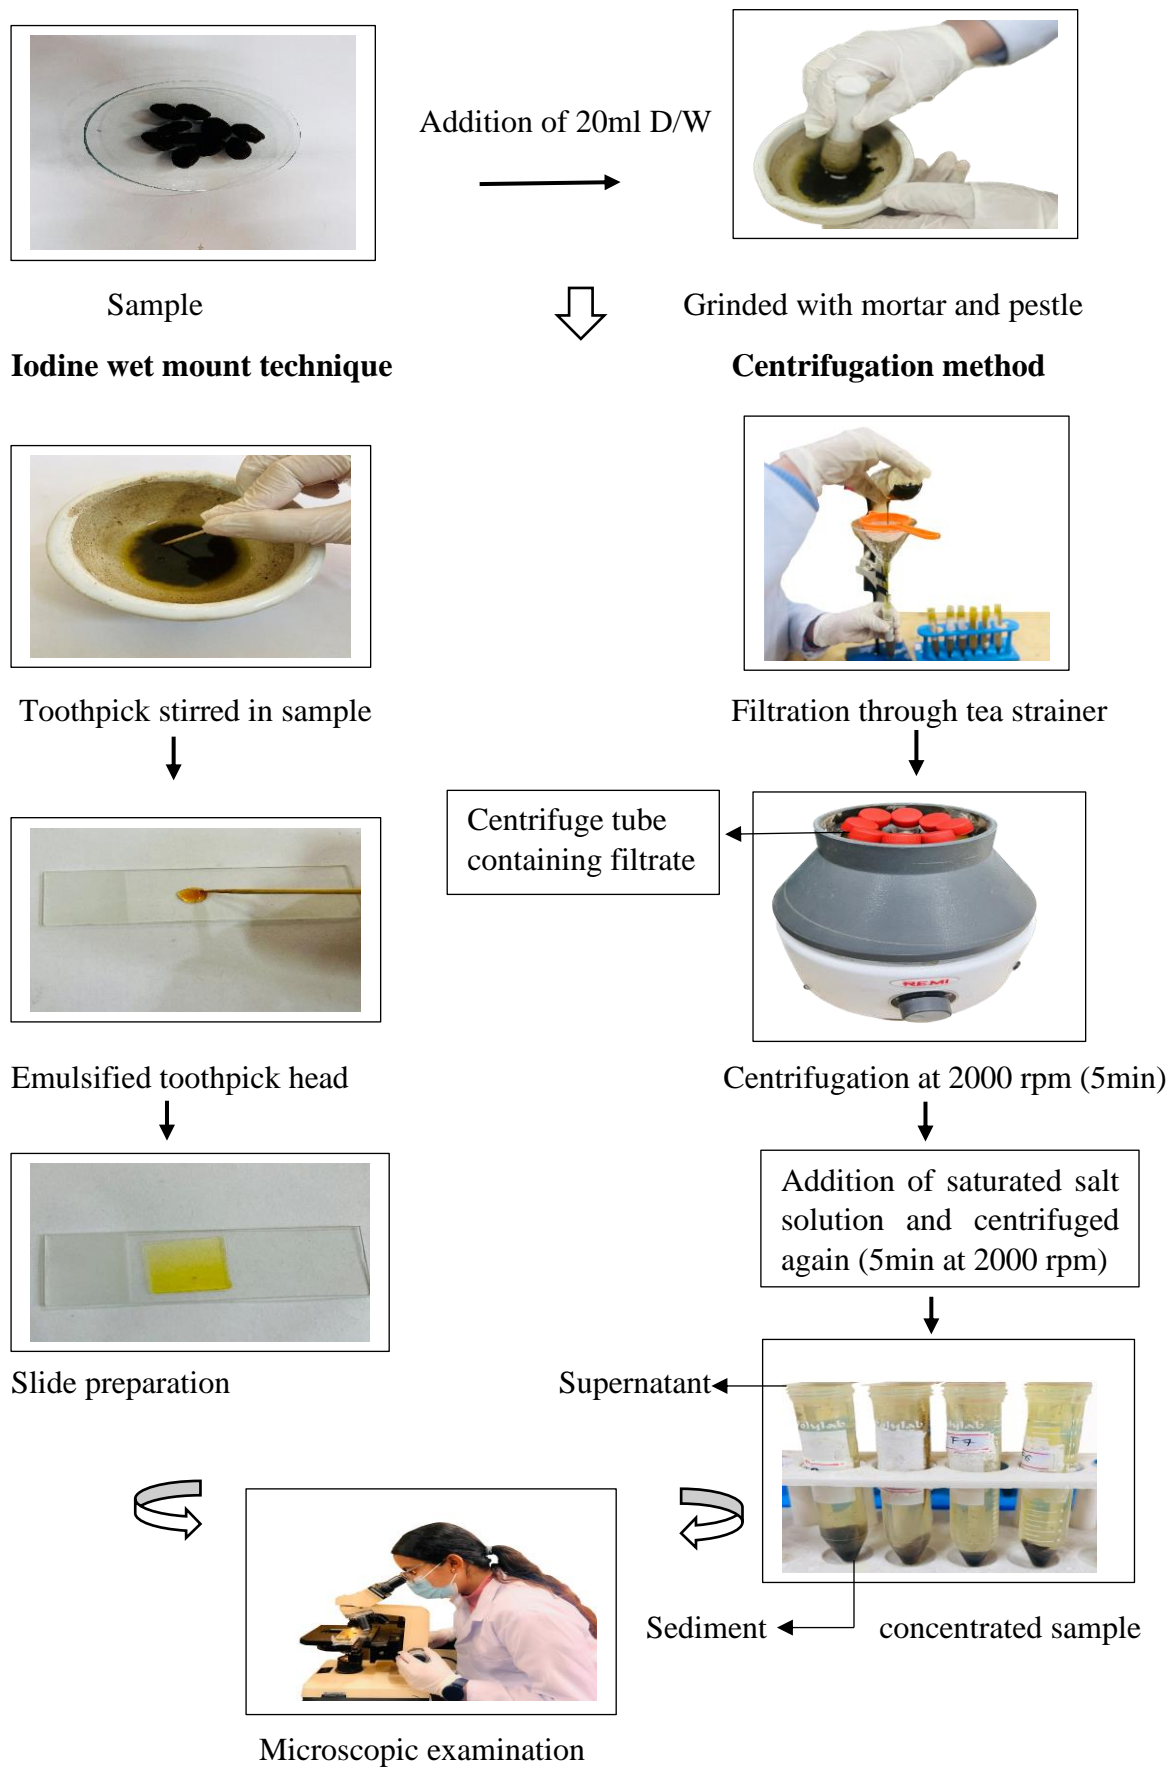 Addition of 20ml D/W
Sample
Grinded with mortar and pestle
Iodine wet mount technique
Centrifugation method
Toothpick stirred in sample
Filtration through tea strainer
Centrifuge tube
containing filtrate
REMI
Emulsified toothpick head
Centrifugation at 2000 rpm (5min)
Addition of saturated salt
solution and centrifuged
again (5min at 2000 rpm)
Slide preparation
Supernatant
F 7
Sediment
concentrated sample
Microscopic examination